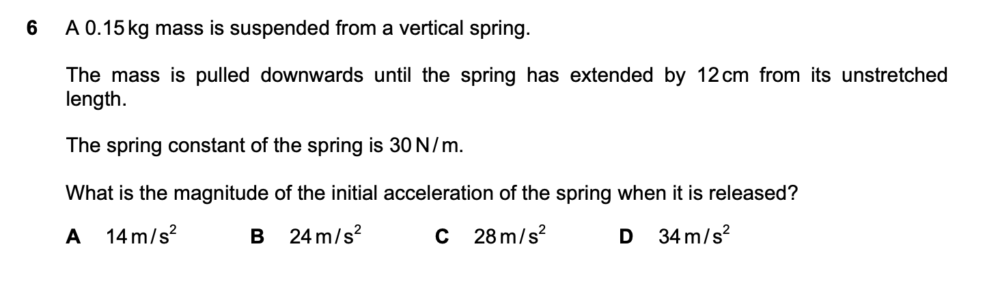 6 A 0.15 kg mass is suspended from a vertical spring.
The mass is pulled downwards until the spring has extended by 12 cm from its unstretched
length.
The spring constant of the spring is 30 N/m.
What is the magnitude of the initial acceleration of the spring when it is released?
A 14 m/s² B 24 m/s² C 28 m/s² D 34 m/s²